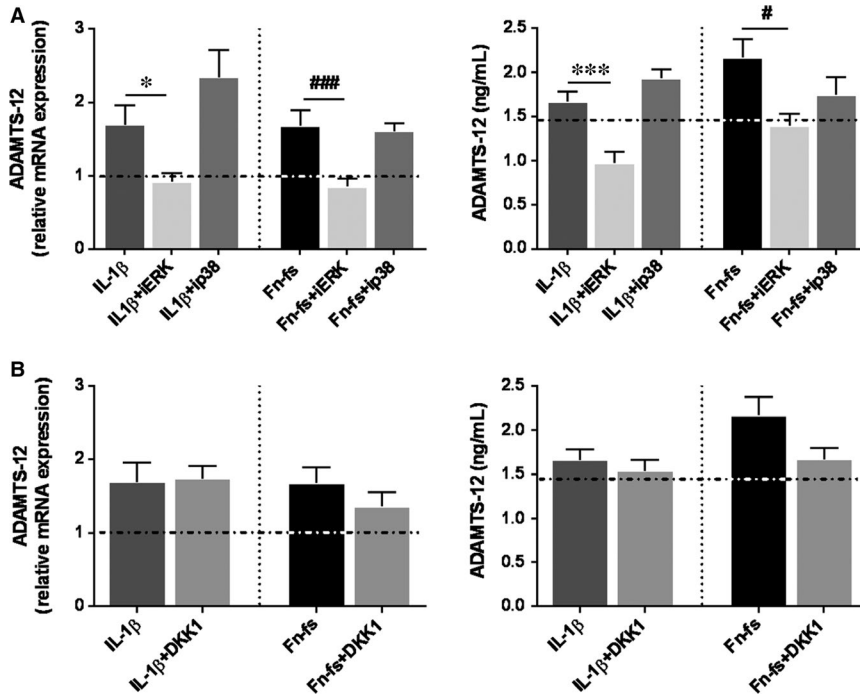 A
ADAMTS-12
(relative mRNA expression)
3
2
1
0
*
###
IL-1β
IL1β+iERK
IL1β+ip38
Fn-fs
Fn-fs+iERK
Fn-fs+ip38
ADAMTS-12 (ng/mL)
2.5
2.0
1.5
1.0
0.5
0.0
***
#
IL-1β
IL1β+iERK
IL1β+ip38
Fn-fs
Fn-fs+iERK
Fn-fs+ip38
B
ADAMTS-12
(relative mRNA expression)
3
2
1
0
IL-1β
IL-1β+DKK1
Fn-fs
Fn-fs+DKK1
ADAMTS-12 (ng/mL)
2.5
2.0
1.5
1.0
0.5
0.0
IL-1β
IL-1β+DKK1
Fn-fs
Fn-fs+DKK1